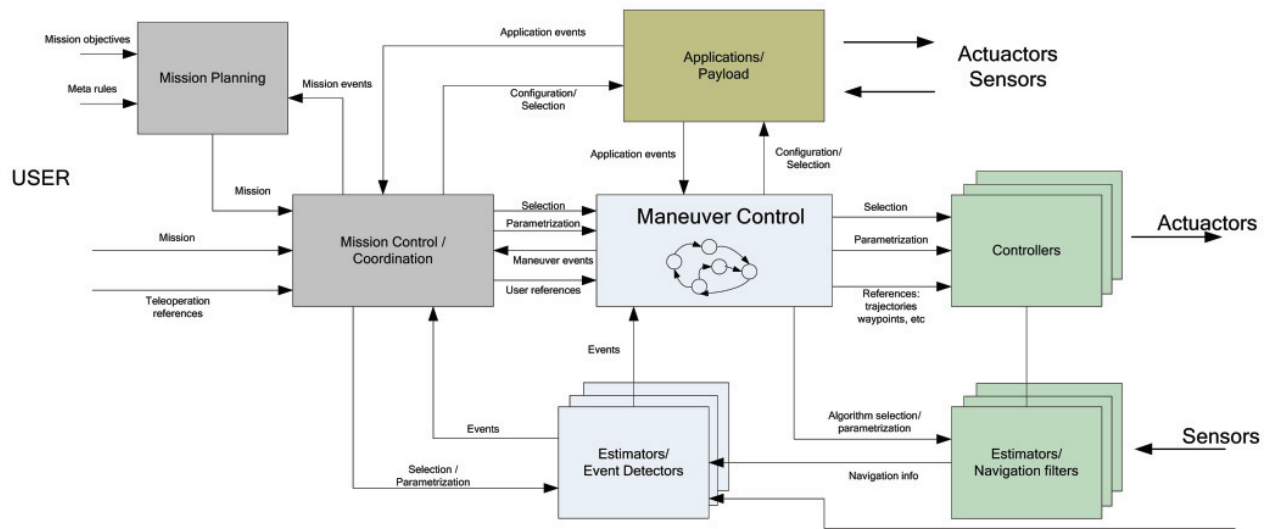 Mission objectives
Meta rules
Mission Planning
Mission events
Application events
Configuration/
Selection
Applications/
Payload
Actuactors
Sensors
USER
Mission
Mission
Teleoperation
references
Mission Control /
Coordination
Selection
Parametrization
Maneuver events
User references
Application events
Configuration/
Selection
Maneuver Control
Selection
Parametrization
References:
trajectories
waypoints, etc
Controllers
Actuactors
Events
Events
Selection /
Parametrization
Estimators/
Event Detectors
Algorithm selection/
parametrization
Navigation info
Estimators/
Navigation filters
Sensors